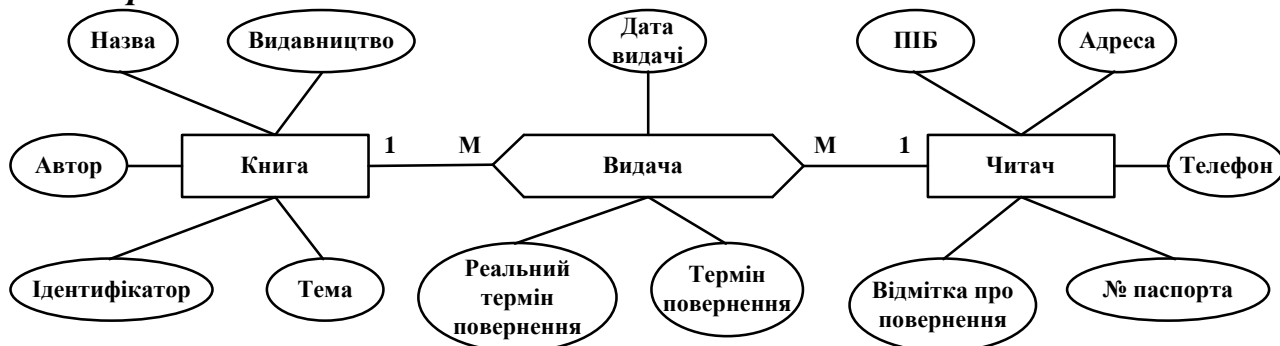 Назва
Видавництво
Дата
видачі
ПІБ
Адреса
Автор
Книга
1
М
Видача
М
1
Читач
Телефон
Ідентифікатор
Тема
Реальний
термін
повернення
Термін
повернення
Відмітка про
повернення
№ паспорта